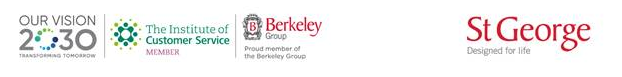 OUR VISION
2030
TRANSFORMING TOMORROW
The Institute of
Customer Service
MEMBER
B
Berkeley
Group
Proud member of
the Berkeley Group
St George
Designed for life